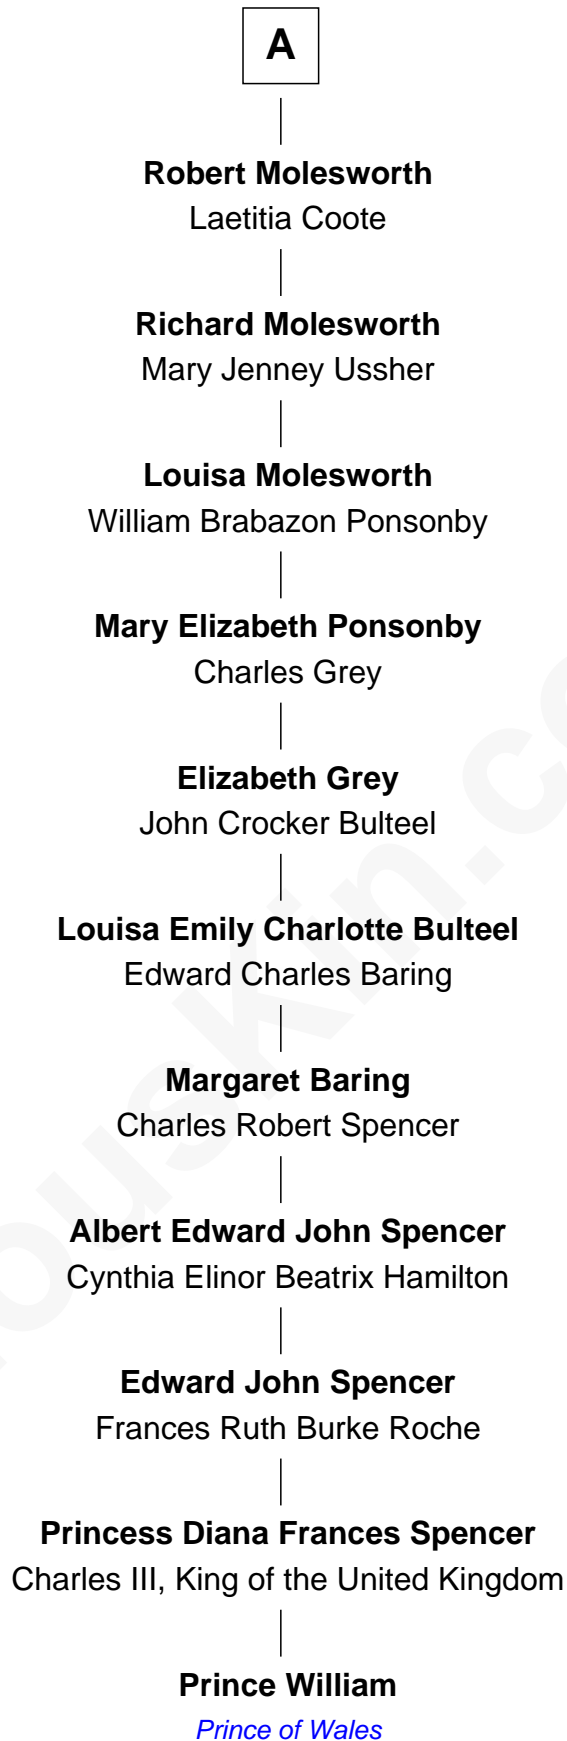 A
Robert Molesworth
Laetitia Coote
Richard Molesworth
Mary Jenney Ussher
Louisa Molesworth
William Brabazon Ponsonby
Mary Elizabeth Ponsonby
Charles Grey
Elizabeth Grey
John Crocker Bulteel
Louisa Emily Charlotte Bulteel
Edward Charles Baring
Margaret Baring
Charles Robert Spencer
Albert Edward John Spencer
Cynthia Elinor Beatrix Hamilton
Edward John Spencer
Frances Ruth Burke Roche
Princess Diana Frances Spencer
Charles III, King of the United Kingdom
Prince William
Prince of Wales